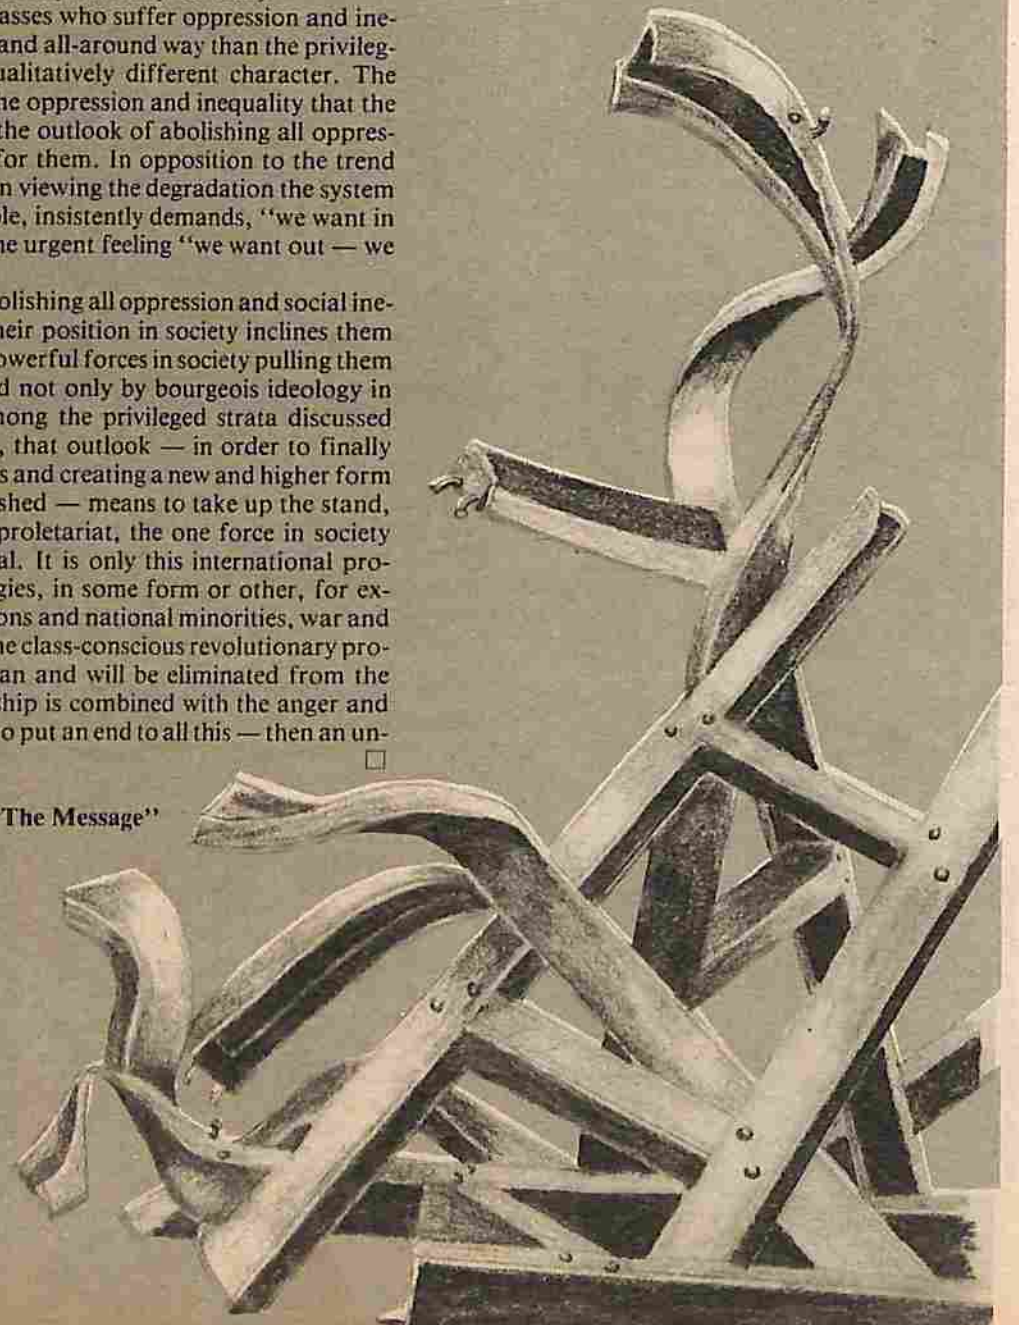 asses who suffer oppression and ine-
and all-around way than the privileg-
ualitatively different character. The
he oppression and inequality that the
the outlook of abolishing all oppres-
for them. In opposition to the trend
n viewing the degradation the system
le, insistently demands, “we want in
he urgent feeling “we want out — we
olishing all oppression and social ine-
heir position in society inclines them
owerful forces in society pulling them
d not only by bourgeois ideology in
mong the privileged strata discussed
, that outlook — in order to finally
s and creating a new and higher form
shed — means to take up the stand,
proletariat, the one force in society
al. It is only this international pro-
gies, in some form or other, for ex-
ons and national minorities, war and
he class-conscious revolutionary pro-
an and will be eliminated from the
hip is combined with the anger and
o put an end to all this — then an un-
The Message”